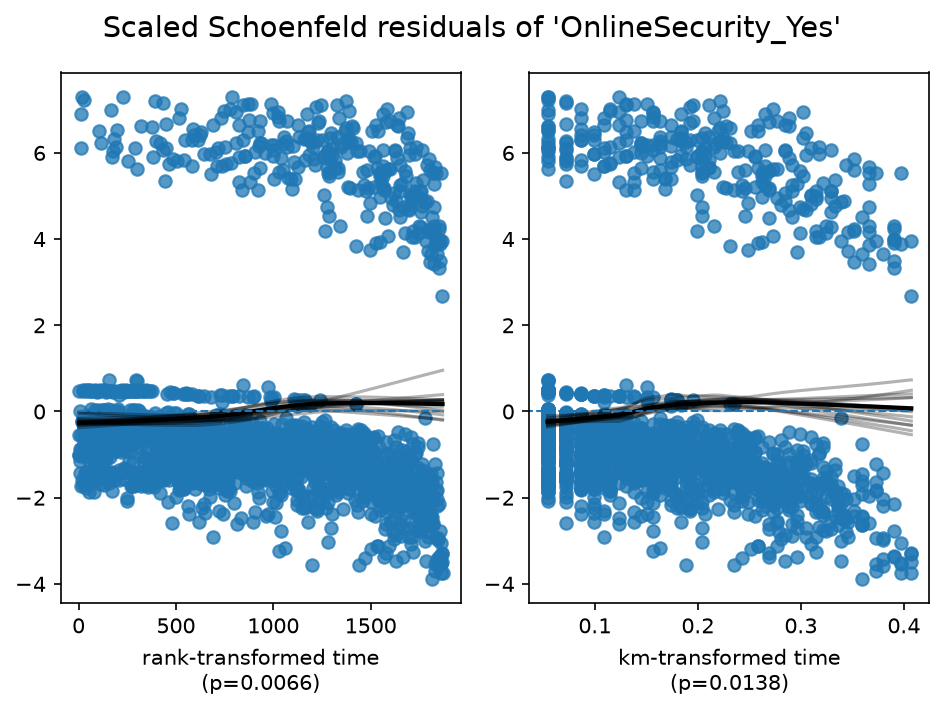 Scaled Schoenfeld residuals of 'OnlineSecurity_Yes'
6
4
2
0
−2
−4
0 500 1000 1500
rank-transformed time
(p=0.0066)
6
4
2
0
−2
−4
0.1 0.2 0.3 0.4
km-transformed time
(p=0.0138)